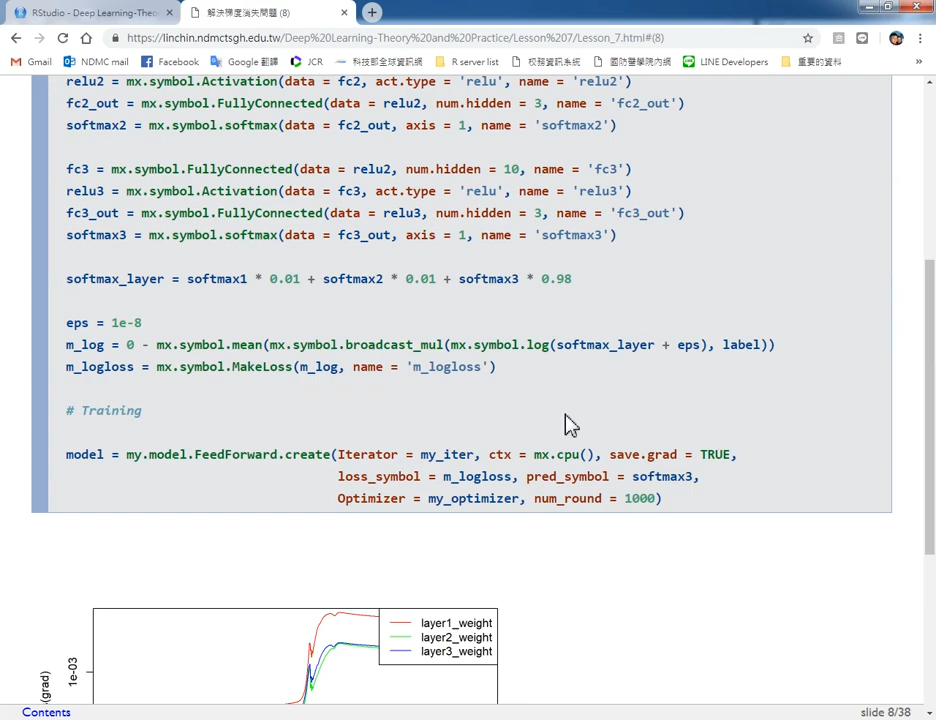 RStudio - Deep Learning-Theo
解決梯度消失問題 (8)
https://linchin.ndmctsgh.edu.tw/Deep%20Learning-Theory%20and%20Practice/Lesson%207/Lesson_7.html#(8)
Gmail NDMC mail Facebook Google 翻譯 JCR 科技部全球資訊網 R server list 校務資訊系統 國防醫學院內網 LINE Developers 重要的資料 »
relu2 = mx.symbol.Activation(data = fc2, act.type = 'relu', name = 'relu2')
fc2_out = mx.symbol.FullyConnected(data = relu2, num.hidden = 3, name = 'fc2_out')
softmax2 = mx.symbol.softmax(data = fc2_out, axis = 1, name = 'softmax2')
fc3 = mx.symbol.FullyConnected(data = relu2, num.hidden = 10, name = 'fc3')
relu3 = mx.symbol.Activation(data = fc3, act.type = 'relu', name = 'relu3')
fc3_out = mx.symbol.FullyConnected(data = relu3, num.hidden = 3, name = 'fc3_out')
softmax3 = mx.symbol.softmax(data = fc3_out, axis = 1, name = 'softmax3')
softmax_layer = softmax1 * 0.01 + softmax2 * 0.01 + softmax3 * 0.98
eps = 1e-8
m_log = 0 - mx.symbol.mean(mx.symbol.broadcast_mul(mx.symbol.log(softmax_layer + eps), label))
m_logloss = mx.symbol.MakeLoss(m_log, name = 'm_logloss')
# Training
model = my.model.FeedForward.create(Iterator = my_iter, ctx = mx.cpu(), save.grad = TRUE,
loss_symbol = m_logloss, pred_symbol = softmax3,
Optimizer = my_optimizer, num_round = 1000)
layer1_weight
layer2_weight
layer3_weight
1e-03
(grad)
Contents
slide 8/38